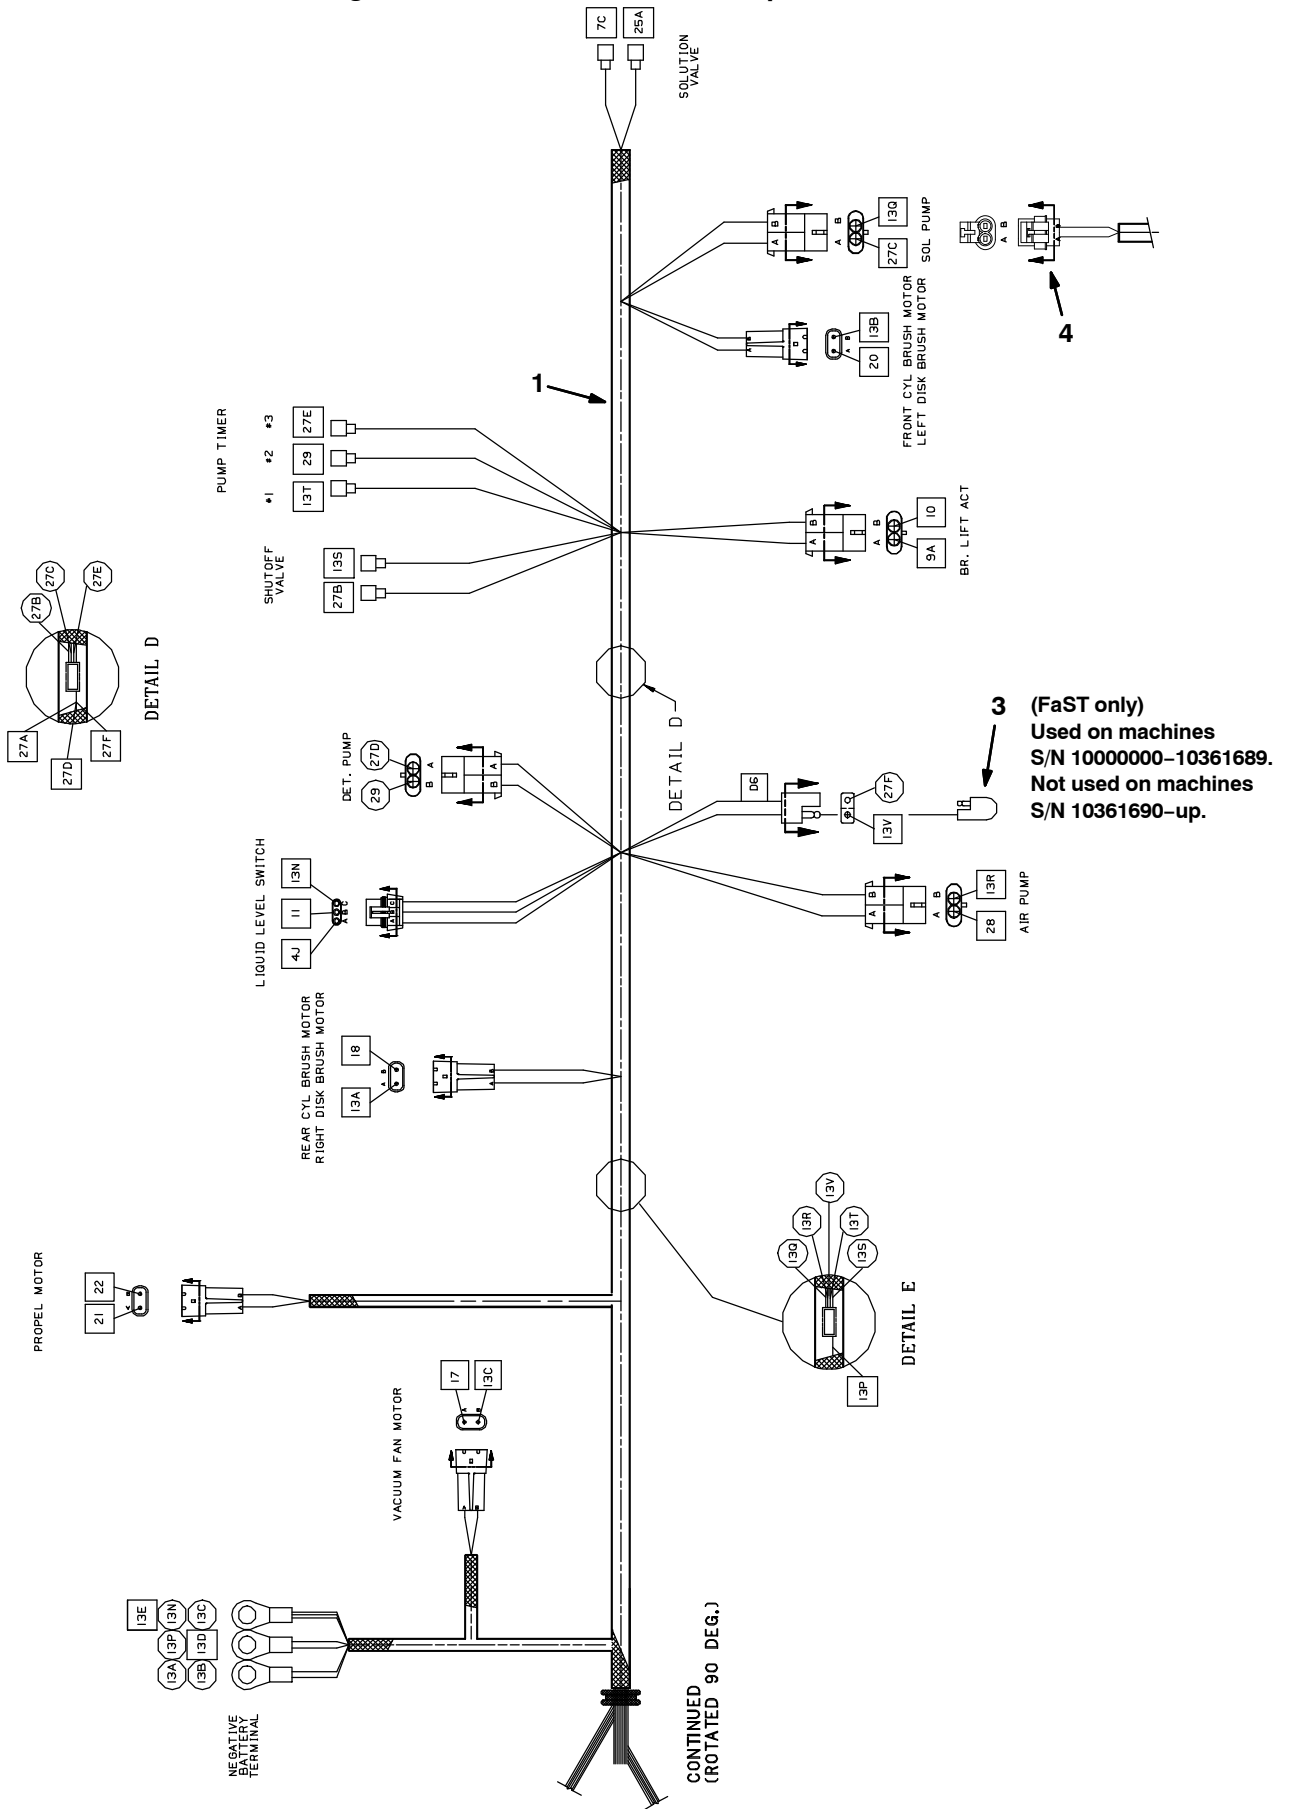 7C
25A
SOLUTION
VALVE
B
A
B
A
13Q
27C
SOL PUMP
A B
B
A
4
B
A
B
A
13B
20
FRONT CYL BRUSH MOTOR
LEFT DISK BRUSH MOTOR
1
PUMP TIMER
#3
#2
#1
27E
29
13T
SHUTOFF
VALVE
13S
27B
B
A
B
A
10
9A
BR. LIFT ACT
27B
27C
27E
27A
27D
27F
DETAIL D
DETAIL D
DET. PUMP
27D
29
A
B
A
B
D6
27F
13V
3
(FaST only)
Used on machines
S/N 10000000–10361689.
Not used on machines
S/N 10361690–up.
LIQUID LEVEL SWITCH
13N
11
4J
A B C
A B C
B
A
B
A
13R
28
AIR PUMP
REAR CYL BRUSH MOTOR
RIGHT DISK BRUSH MOTOR
18
13A
B
A
B
A
PROPEL MOTOR
22
21
B
A
B
A
13Q
13R
13V
13T
13S
13P
DETAIL E
VACUUM FAN MOTOR
17
13C
A
B
A
B
13E
13N
13C
13P
13D
13A
13B
NEGATIVE
BATTERY
TERMINAL
CONTINUED
(ROTATED 90 DEG.)